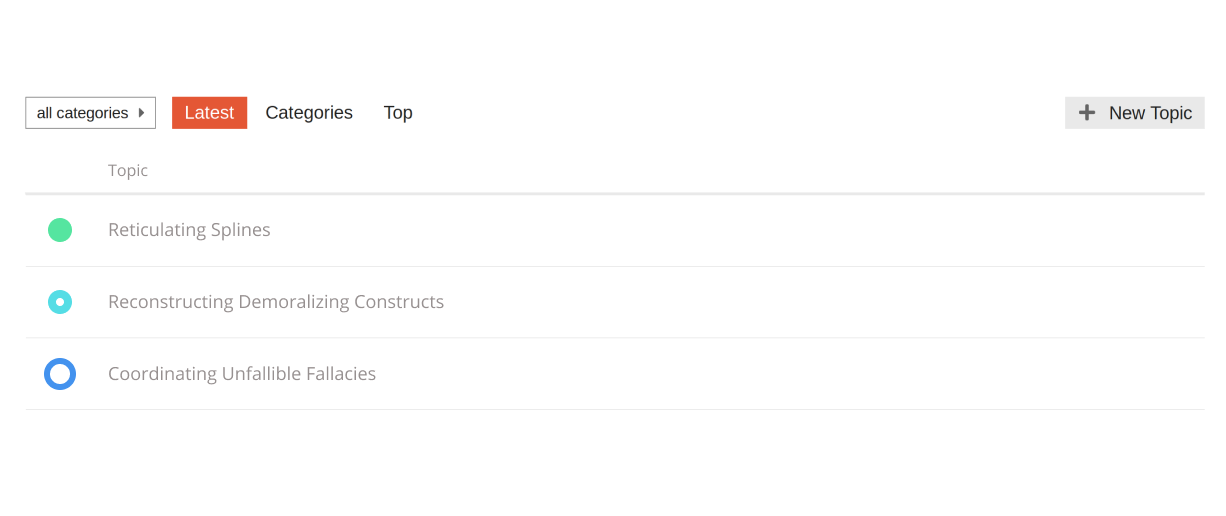 all categories
Latest
Categories
Top
New Topic
Topic
Reticulating Splines
Reconstructing Demoralizing Constructs
Coordinating Unfallible Fallacies